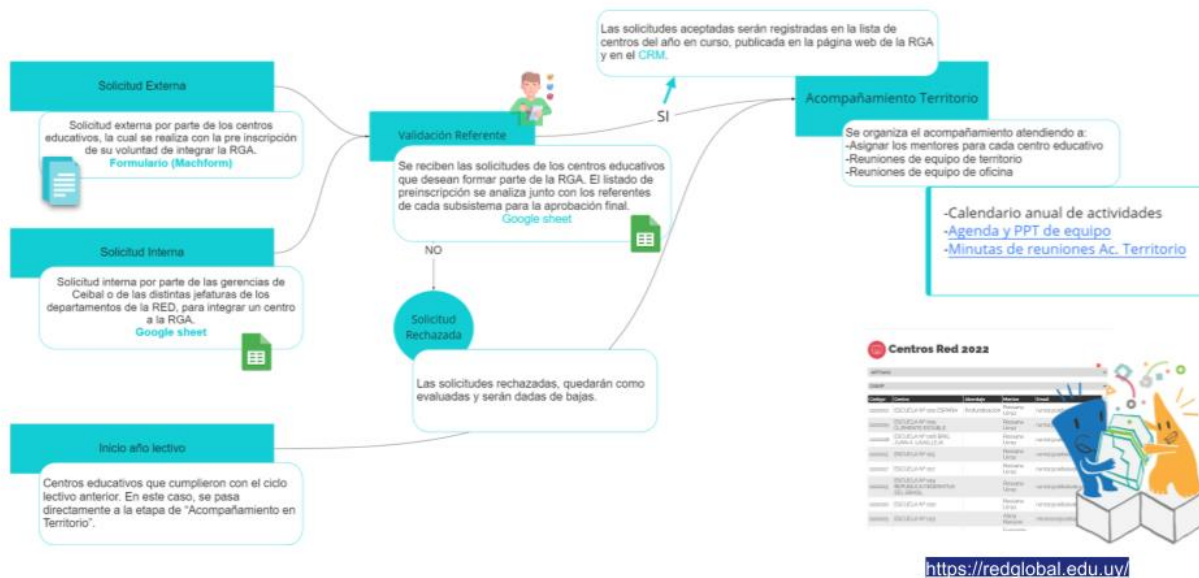 Solicitud Externa
Solicitud externa por parte de los centros
educativos, la cual se realiza con la pre inscripción
de su voluntad de integrar la RGA.
Formulario (Machform)
Solicitud Interna
Solicitud interna por parte de las gerencias de
Ceibal o de las distintas jefaturas de los
departamentos de la RED, para integrar un centro
a la RGA.
Google sheet
Inicio año lectivo
Centros educativos que cumplieron con el ciclo
lectivo anterior. En este caso, se pasa
directamente a la etapa de "Acompañamiento en
Territorio".
Validación Referente
Se reciben las solicitudes de los centros educativos
que desean formar parte de la RGA. El listado de
preinscripción se analiza junto con los referentes
de cada subsistema para la aprobación final.
Google sheet
NO
Solicitud
Rechazada
Las solicitudes rechazadas, quedarán como
evaluadas y serán dadas de bajas.
Las solicitudes aceptadas serán registradas en la lista de
centros del año en curso, publicada en la página web de la RGA
y en el CRM.
SI
Acompañamiento Territorio
Se organiza el acompañamiento atendiendo a:
-Asignar los mentores para cada centro educativo
-Reuniones de equipo de territorio
-Reuniones de equipo de oficina
-Calendario anual de actividades
-Agenda y PPT de equipo
-Minutas de reuniones Ac. Territorio
Centros Red 2022
Código Centro Abordaje Mentor Email
https://redglobal.edu.uy/